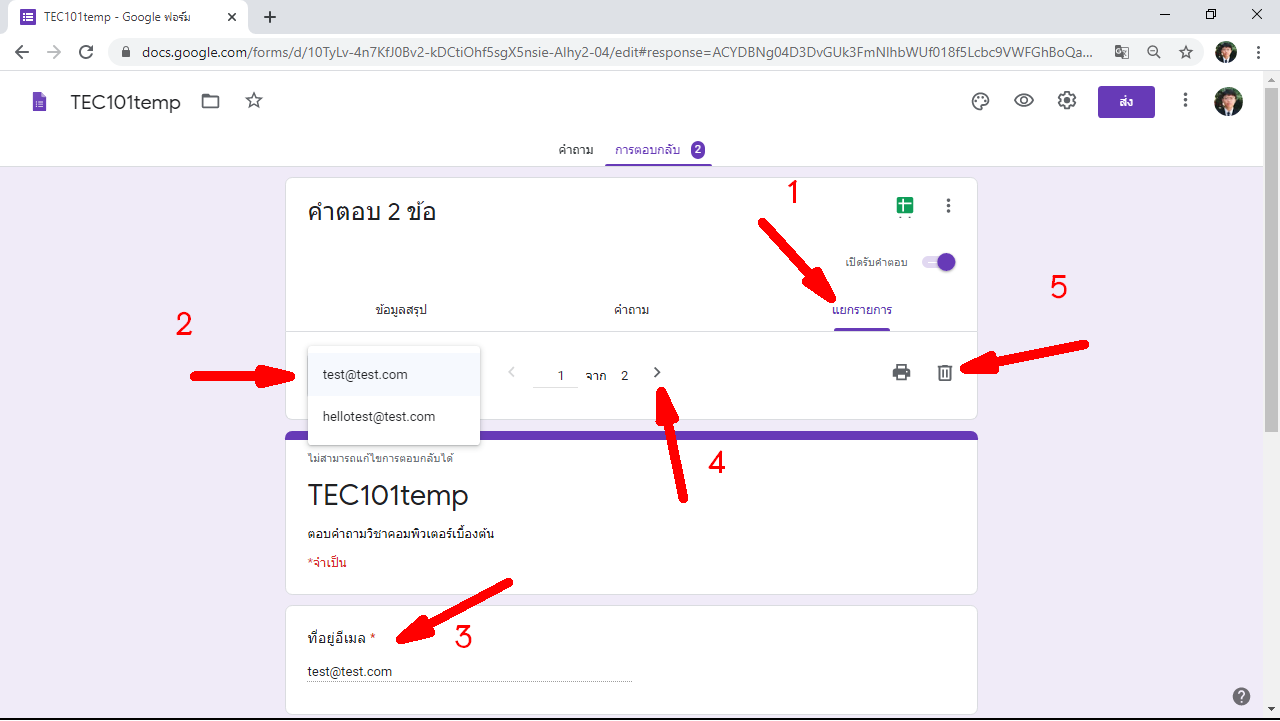 TEC101temp - Google ฟอร์ม
docs.google.com/forms/d/10TyLv-4n7KfJ0Bv2-kDCtiOhf5sgX5nsie-Alhy2-04/edit#response=ACYDBNg04D3DvGUk3FmNlhbWUf018f5Lcbc9VWFGhBoQa...
TEC101temp
ส่ง
คำถาม การตอบกลับ 2
คำตอบ 2 ข้อ
1
เปิดรับคำตอบ
5
ข้อมูลสรุป คำถาม แยกรายการ
2
test@test.com
1 จาก 2
hellotest@test.com
4
ไม่สามารถแก้ไขการตอบกลับได้
TEC101temp
ตอบคำถามวิชาคอมพิวเตอร์เบื้องต้น
*จำเป็น
ที่อยู่อีเมล *
3
test@test.com